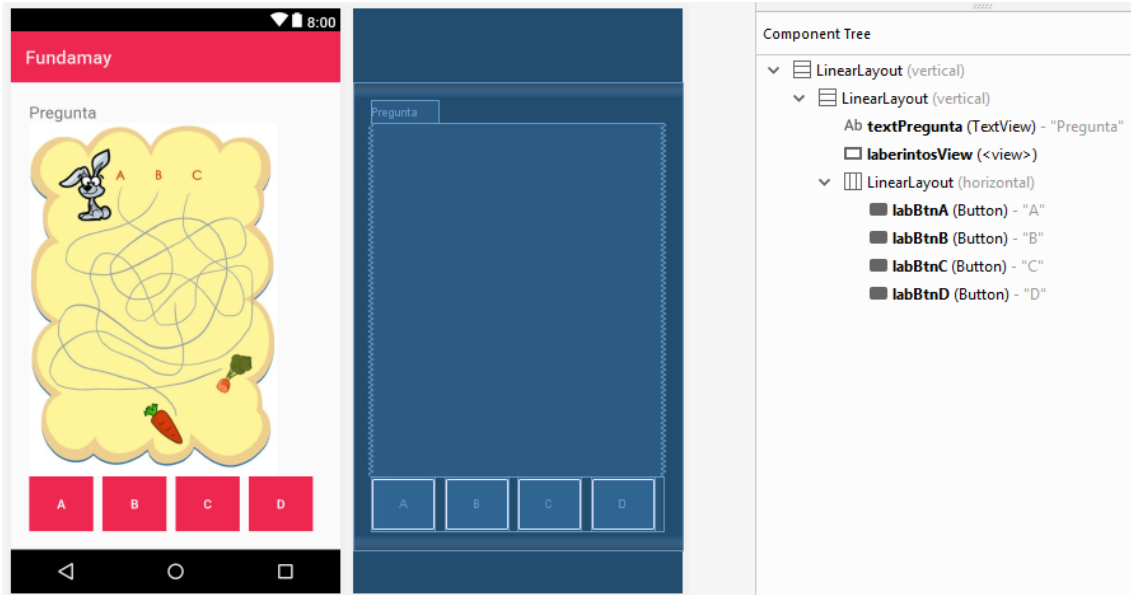 8:00
Fundamay
Pregunta
A B C
A B C D
Pregunta
A B C D
Component Tree
LinearLayout (vertical)
LinearLayout (vertical)
Ab textPregunta (TextView) - "Pregunta"
laberintosView (<view>)
LinearLayout (horizontal)
labBtnA (Button) - "A"
labBtnB (Button) - "B"
labBtnC (Button) - "C"
labBtnD (Button) - "D"